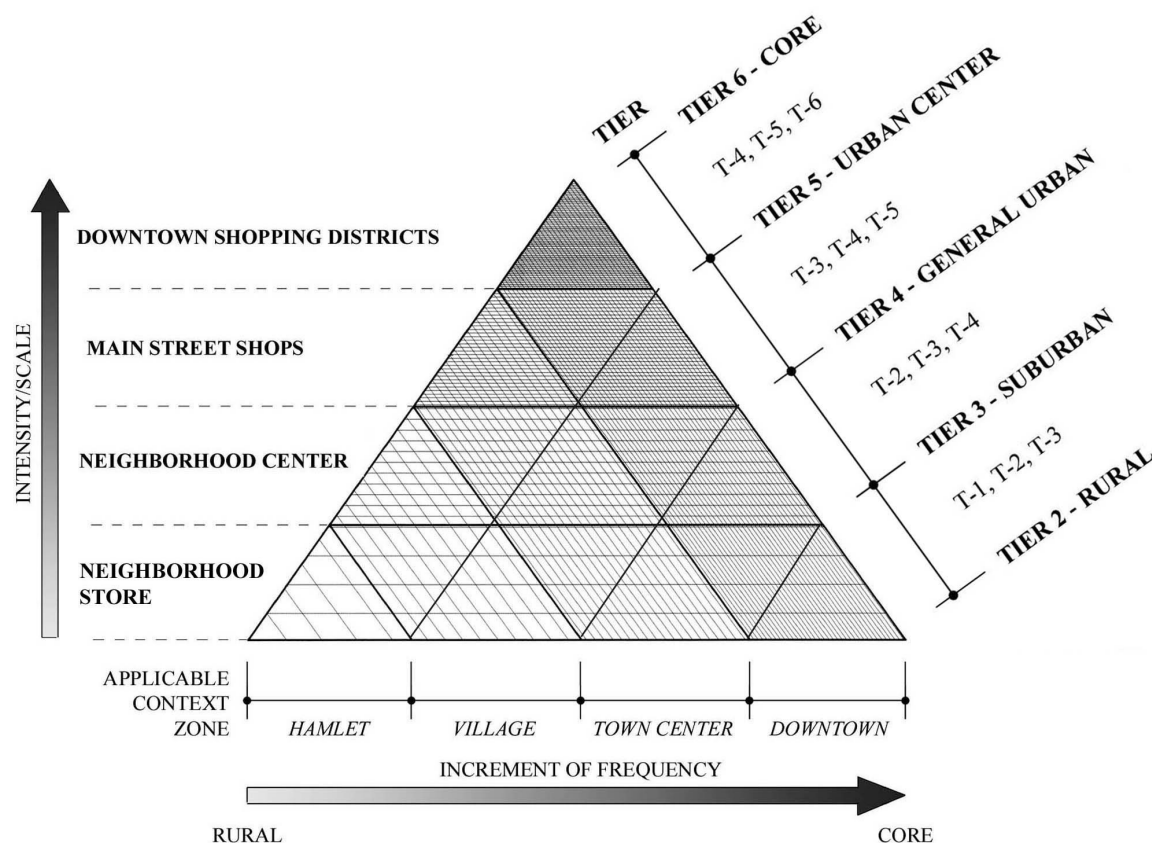 TIER
TIER 6 - CORE
T-4, T-5, T-6
TIER 5 - URBAN CENTER
T-3, T-4, T-5
TIER 4 - GENERAL URBAN
T-2, T-3, T-4
TIER 3 - SUBURBAN
T-1, T-2, T-3
TIER 2 - RURAL
INTENSITY/SCALE
DOWNTOWN SHOPPING DISTRICTS
MAIN STREET SHOPS
NEIGHBORHOOD CENTER
NEIGHBORHOOD
STORE
APPLICABLE
CONTEXT
ZONE
HAMLET
VILLAGE
TOWN CENTER
DOWNTOWN
INCREMENT OF FREQUENCY
RURAL
CORE